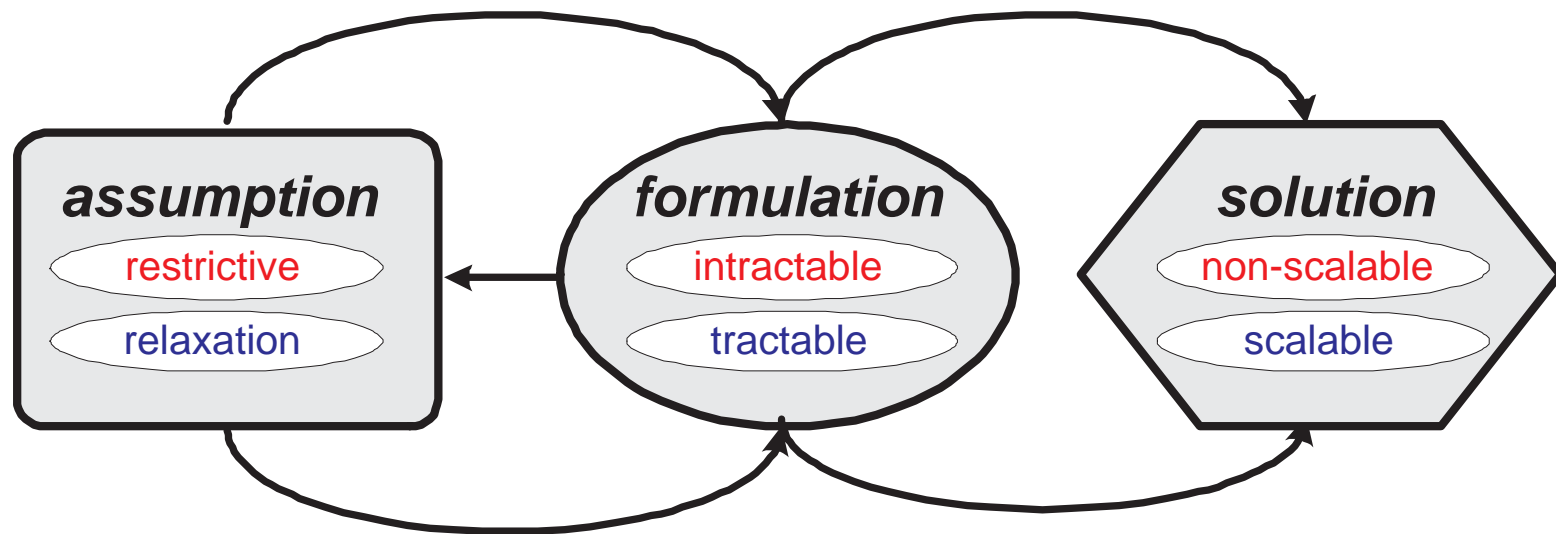 assumption
restrictive
relaxation
formulation
intractable
tractable
solution
non-scalable
scalable